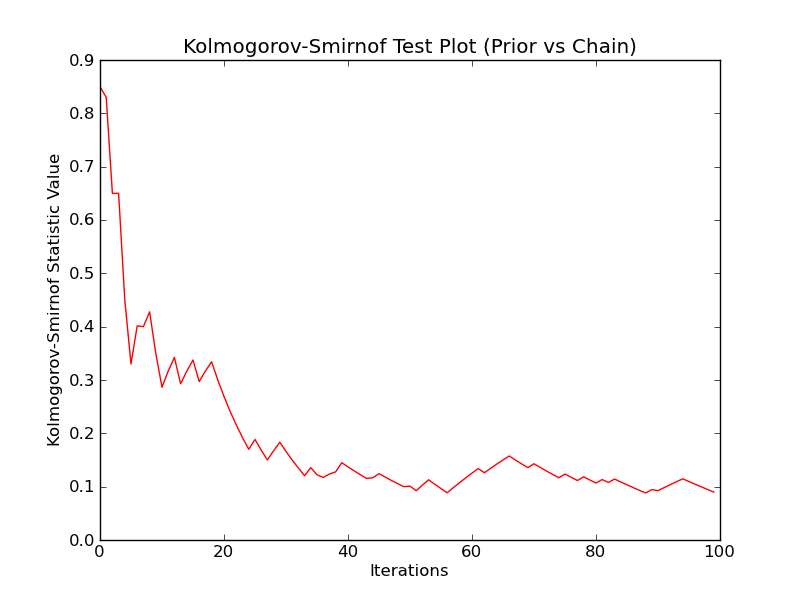 Kolmogorov-Smirnof Test Plot (Prior vs Chain)
Kolmogorov-Smirnof Statistic Value
0.9
0.8
0.7
0.6
0.5
0.4
0.3
0.2
0.1
0.0
0 20 40 60 80 100
Iterations